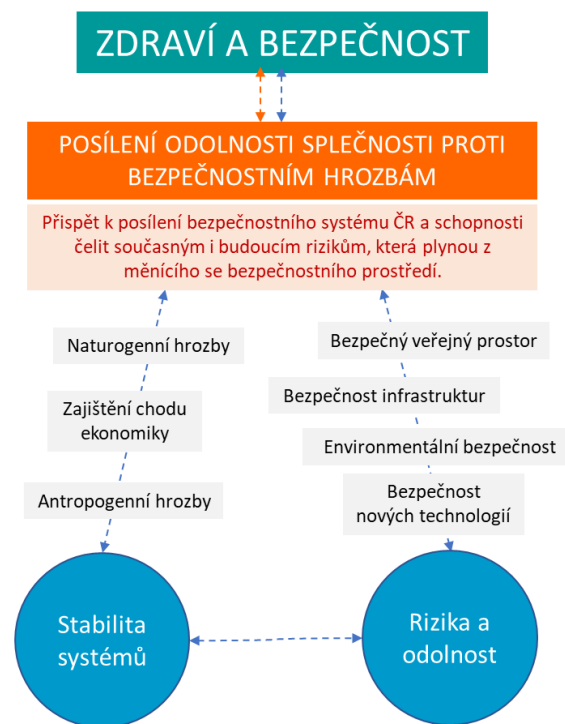 ZDRAVÍ A BEZPEČNOST
POSÍLENÍ ODOLNOSTI SPLEČNOSTI PROTI
BEZPEČNOSTNÍM HROZBÁM
Přispět k posílení bezpečnostního systému ČR a schopnosti
čelit současným i budoucím rizikům, která plynou z
měnícího se bezpečnostního prostředí.
Naturogenní hrozby
Zajištění chodu
ekonomiky
Antropogenní hrozby
Bezpečný veřejný prostor
Bezpečnost infrastruktur
Environmentální bezpečnost
Bezpečnost
nových technologií
Stabilita
systémů
Rizika a
odolnost